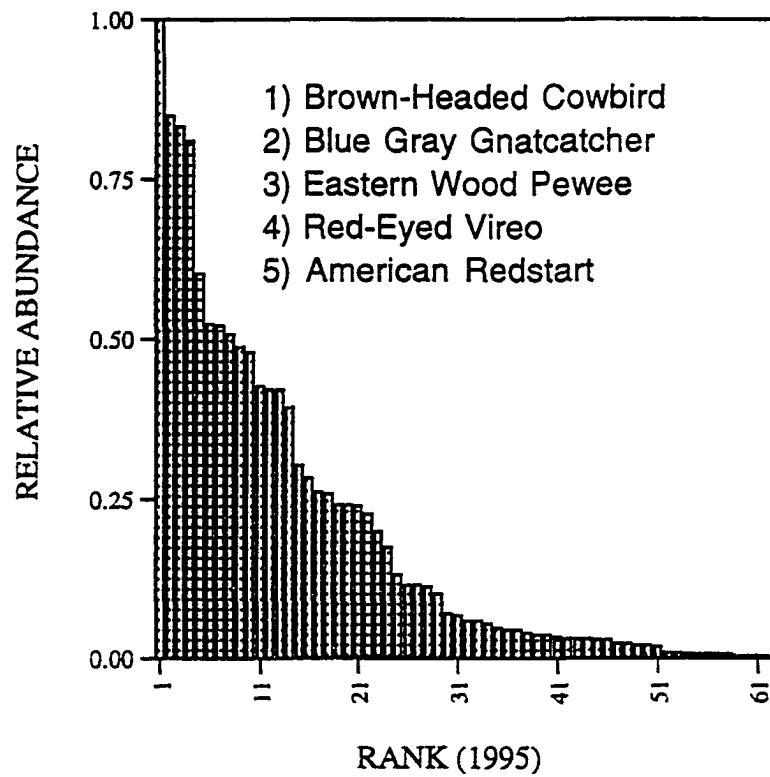 1.00
0.75
0.50
0.25
0.00
RELATIVE ABUNDANCE
1) Brown-Headed Cowbird
2) Blue Gray Gnatcatcher
3) Eastern Wood Pewee
4) Red-Eyed Vireo
5) American Redstart
1 11 21 31 41 51 61
RANK (1995)